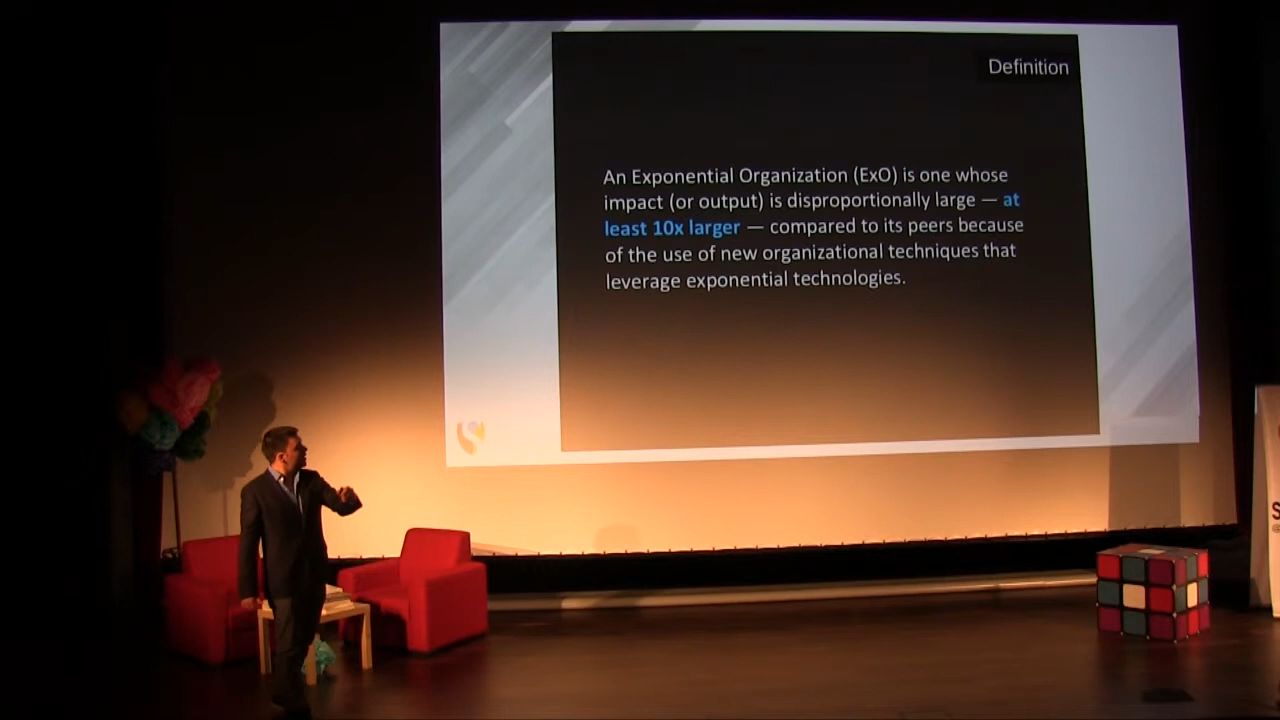 Definition
An Exponential Organization (ExO) is one whose
impact (or output) is disproportionally large — at
least 10x larger — compared to its peers because
of the use of new organizational techniques that
leverage exponential technologies.